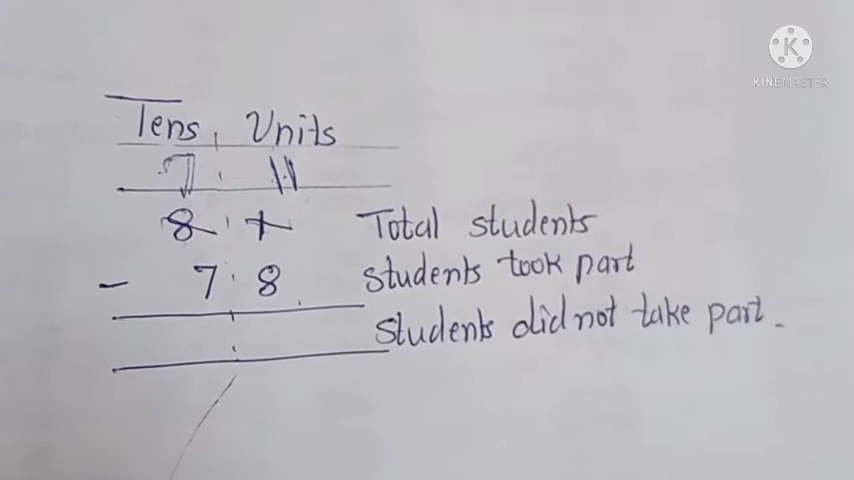 Tens Units
7 11
8 1 Total students
- 7 8 students took part
students did not take part.
K
KINEMASTER